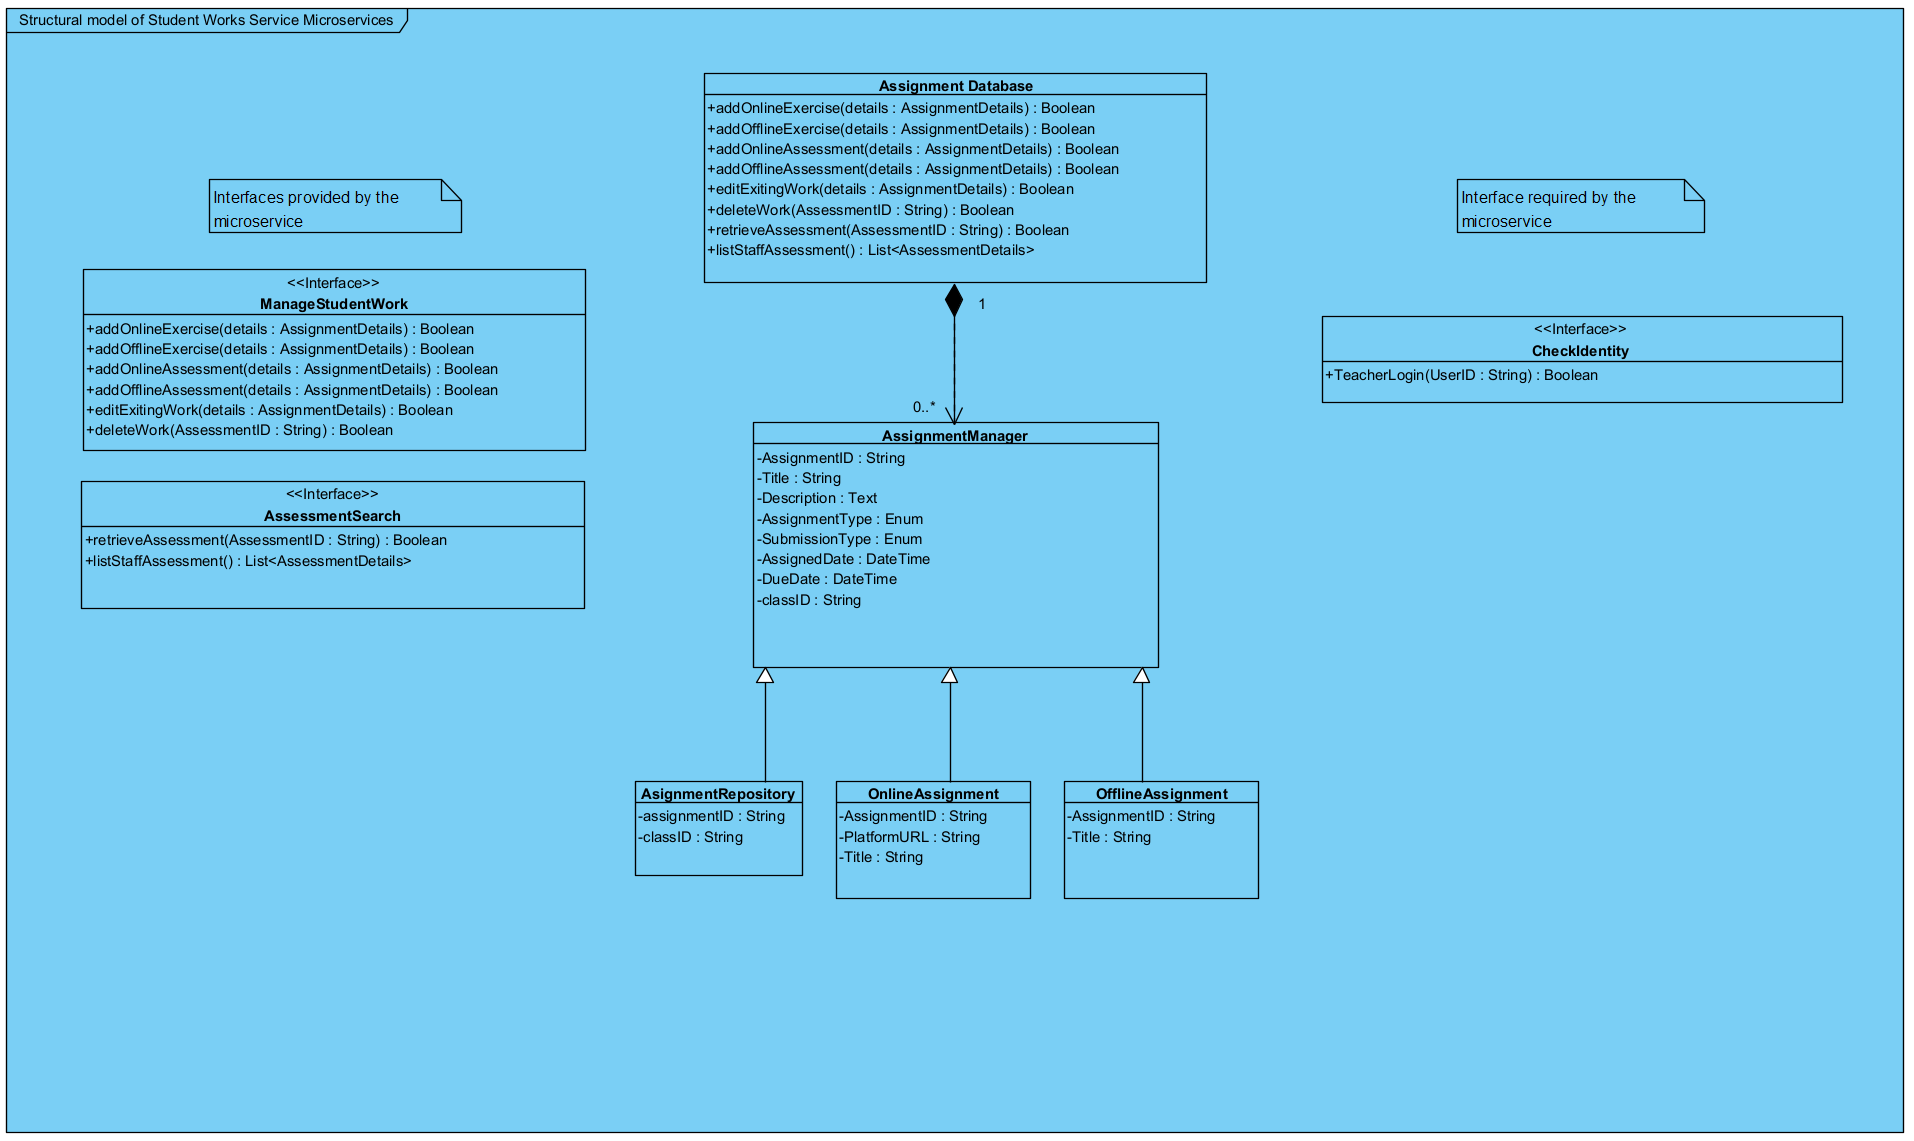 Structural model of Student Works Service Microservices
Assignment Database
+addOnlineExercise(details : AssignmentDetails) : Boolean
+addOfflineExercise(details : AssignmentDetails) : Boolean
+addOnlineAssessment(details : AssignmentDetails) : Boolean
+addOfflineAssessment(details : AssignmentDetails) : Boolean
+editExitingWork(details : AssignmentDetails) : Boolean
+deleteWork(AssessmentID : String) : Boolean
+retrieveAssessment(AssessmentID : String) : Boolean
+listStaffAssessment() : List<AssessmentDetails>
Interfaces provided by the
microservice
Interface required by the
microservice
<<Interface>>
ManageStudentWork
+addOnlineExercise(details : AssignmentDetails) : Boolean
+addOfflineExercise(details : AssignmentDetails) : Boolean
+addOnlineAssessment(details : AssignmentDetails) : Boolean
+addOfflineAssessment(details : AssignmentDetails) : Boolean
+editExitingWork(details : AssignmentDetails) : Boolean
+deleteWork(AssessmentID : String) : Boolean
1
0..*
<<Interface>>
CheckIdentity
+TeacherLogin(UserID : String) : Boolean
<<Interface>>
AssessmentSearch
+retrieveAssessment(AssessmentID : String) : Boolean
+listStaffAssessment() : List<AssessmentDetails>
AssignmentManager
-AssignmentID : String
-Title : String
-Description : Text
-AssignmentType : Enum
-SubmissionType : Enum
-AssignedDate : DateTime
-DueDate : DateTime
-classID : String
AsignmentRepository
-assignmentID : String
-classID : String
OnlineAssignment
-AssignmentID : String
-PlatformURL : String
-Title : String
OfflineAssignment
-AssignmentID : String
-Title : String